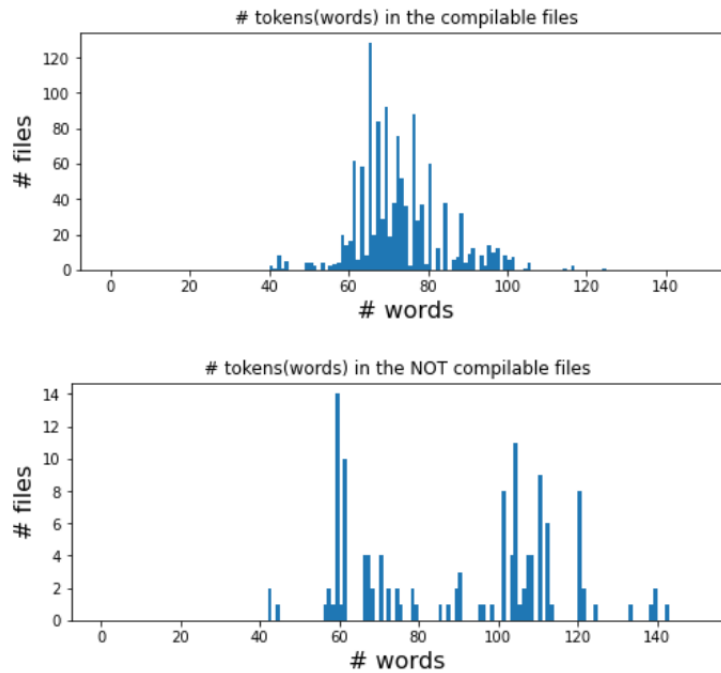 # tokens(words) in the compilable files
# files
120
100
80
60
40
20
0
0 20 40 60 80 100 120 140
# words
# tokens(words) in the NOT compilable files
# files
14
12
10
8
6
4
2
0
0 20 40 60 80 100 120 140
# words